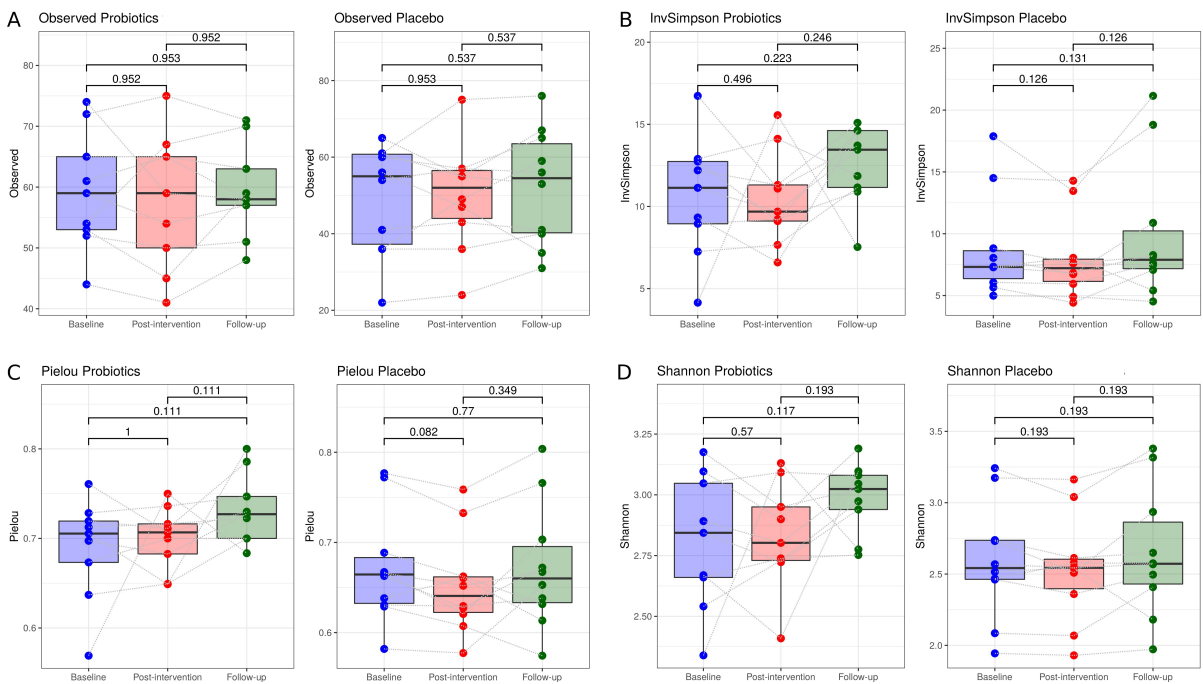 A
Observed Probiotics
Observed
80
70
60
50
40
0.952
0.953
0.952
Baseline
Post-intervention
Follow-up
Observed Placebo
Observed
80
60
40
20
0.537
0.537
0.953
Baseline
Post-intervention
Follow-up
B
InvSimpson Probiotics
InvSimpson
20
15
10
5
0.246
0.223
0.496
Baseline
Post-intervention
Follow-up
InvSimpson Placebo
InvSimpson
25
20
15
10
5
0.126
0.131
0.126
Baseline
Post-intervention
Follow-up
C
Pielou Probiotics
Pielou
0.8
0.7
0.6
0.111
0.111
1
Baseline
Post-intervention
Follow-up
Pielou Placebo
Pielou
0.8
0.7
0.6
0.349
0.77
0.082
Baseline
Post-intervention
Follow-up
D
Shannon Probiotics
Shannon
3.25
3.00
2.75
2.50
0.193
0.117
0.57
Baseline
Post-intervention
Follow-up
Shannon Placebo
Shannon
3.5
3.0
2.5
2.0
0.193
0.193
0.193
Baseline
Post-intervention
Follow-up